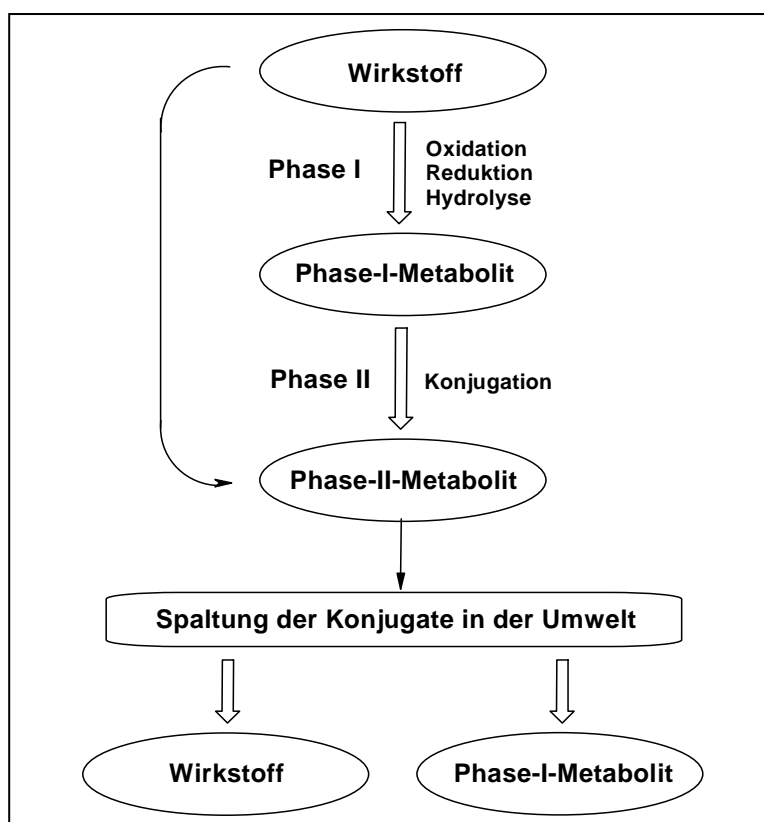 Wirkstoff
Phase I
Oxidation
Reduktion
Hydrolyse
Phase-I-Metabolit
Phase II
Konjugation
Phase-II-Metabolit
Spaltung der Konjugate in der Umwelt
Wirkstoff
Phase-I-Metabolit